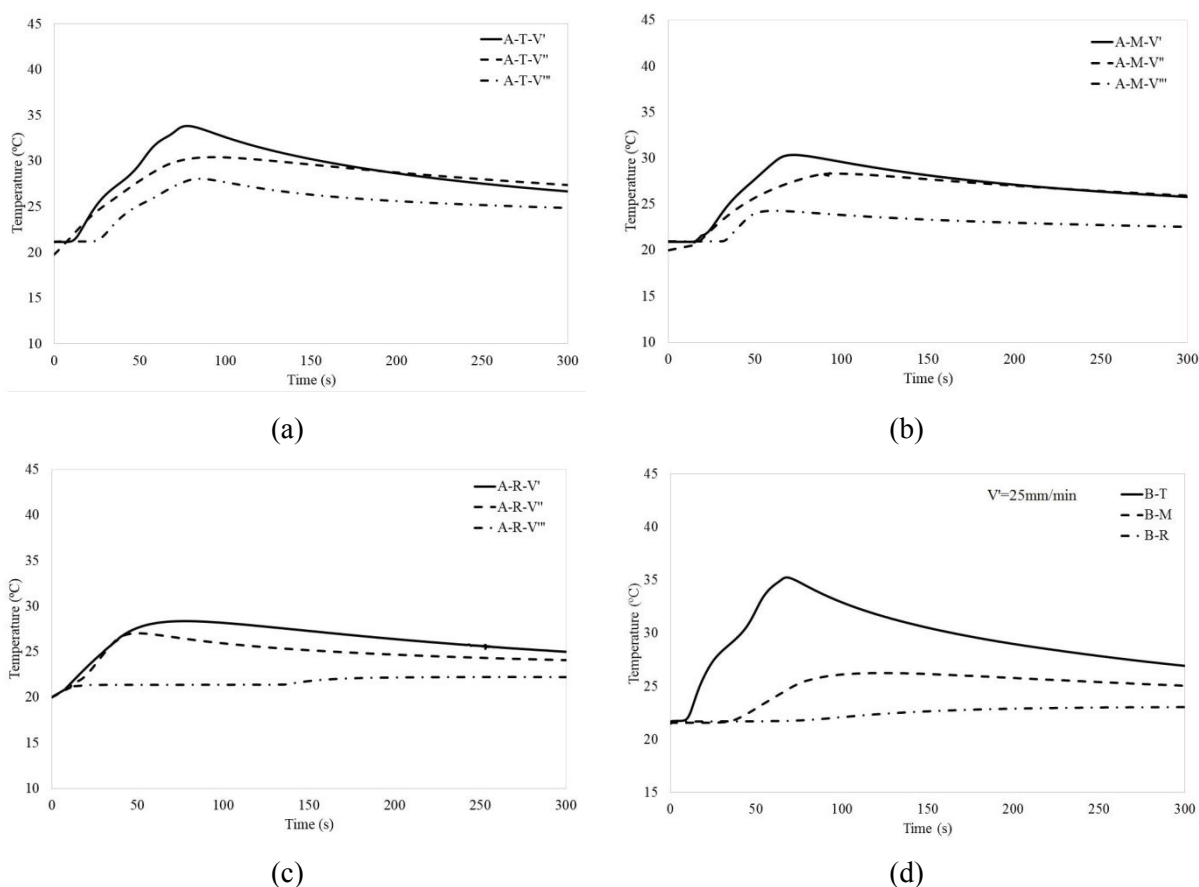 45
40
35
30
25
20
15
10
Temperature (ºC)
A-T-V'
A-T-V''
A-T-V'''
0 50 100 150 200 250 300
Time (s)
(a)
45
40
35
30
25
20
15
10
Temperature (ºC)
A-M-V'
A-M-V''
A-M-V'''
0 50 100 150 200 250 300
Time (s)
(b)
45
40
35
30
25
20
15
10
Temperature (ºC)
A-R-V'
A-R-V''
A-R-V'''
0 50 100 150 200 250 300
Time (s)
(c)
45
40
35
30
25
20
15
Temperature (ºC)
V'=25mm/min
B-T
B-M
B-R
0 50 100 150 200 250 300
Time (s)
(d)